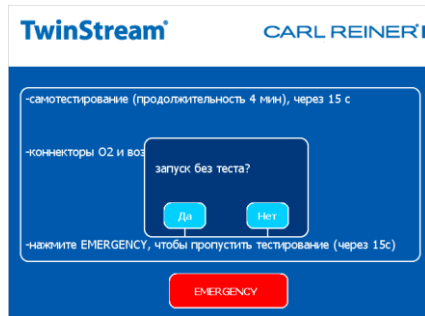 TwinStream
CARL REINER
-самотестирование (продолжительность 4 мин), через 15 с
-коннекторы O2 и воз
запуск без теста?
Да
Нет
-нажмите EMERGENCY, чтобы пропустить тестирование (через 15с)
EMERGENCY